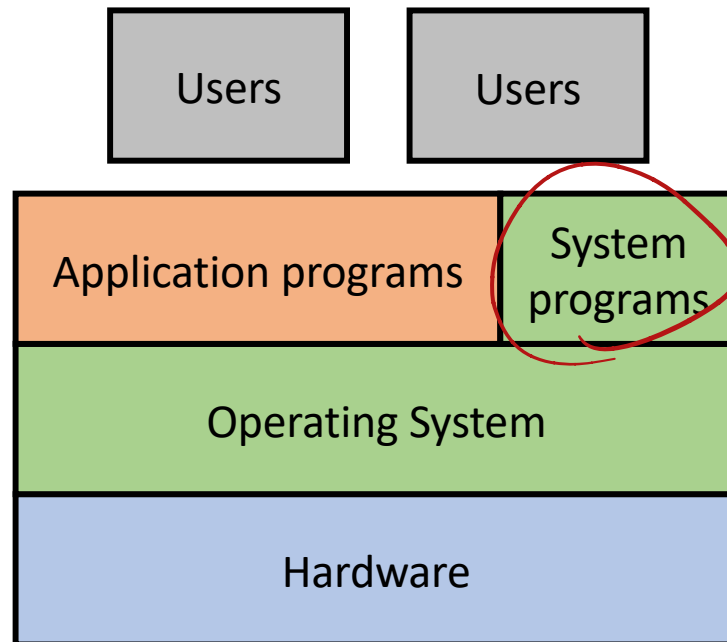 Users
Users
Application programs
System
programs
Operating System
Hardware